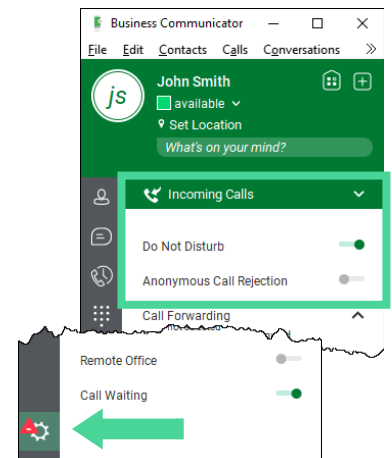 Business Communicator
File Edit Contacts Calls Conversations
js
John Smith
available
Set Location
What's on your mind?
Incoming Calls
Do Not Disturb
Anonymous Call Rejection
Call Forwarding
Remote Office
Call Waiting